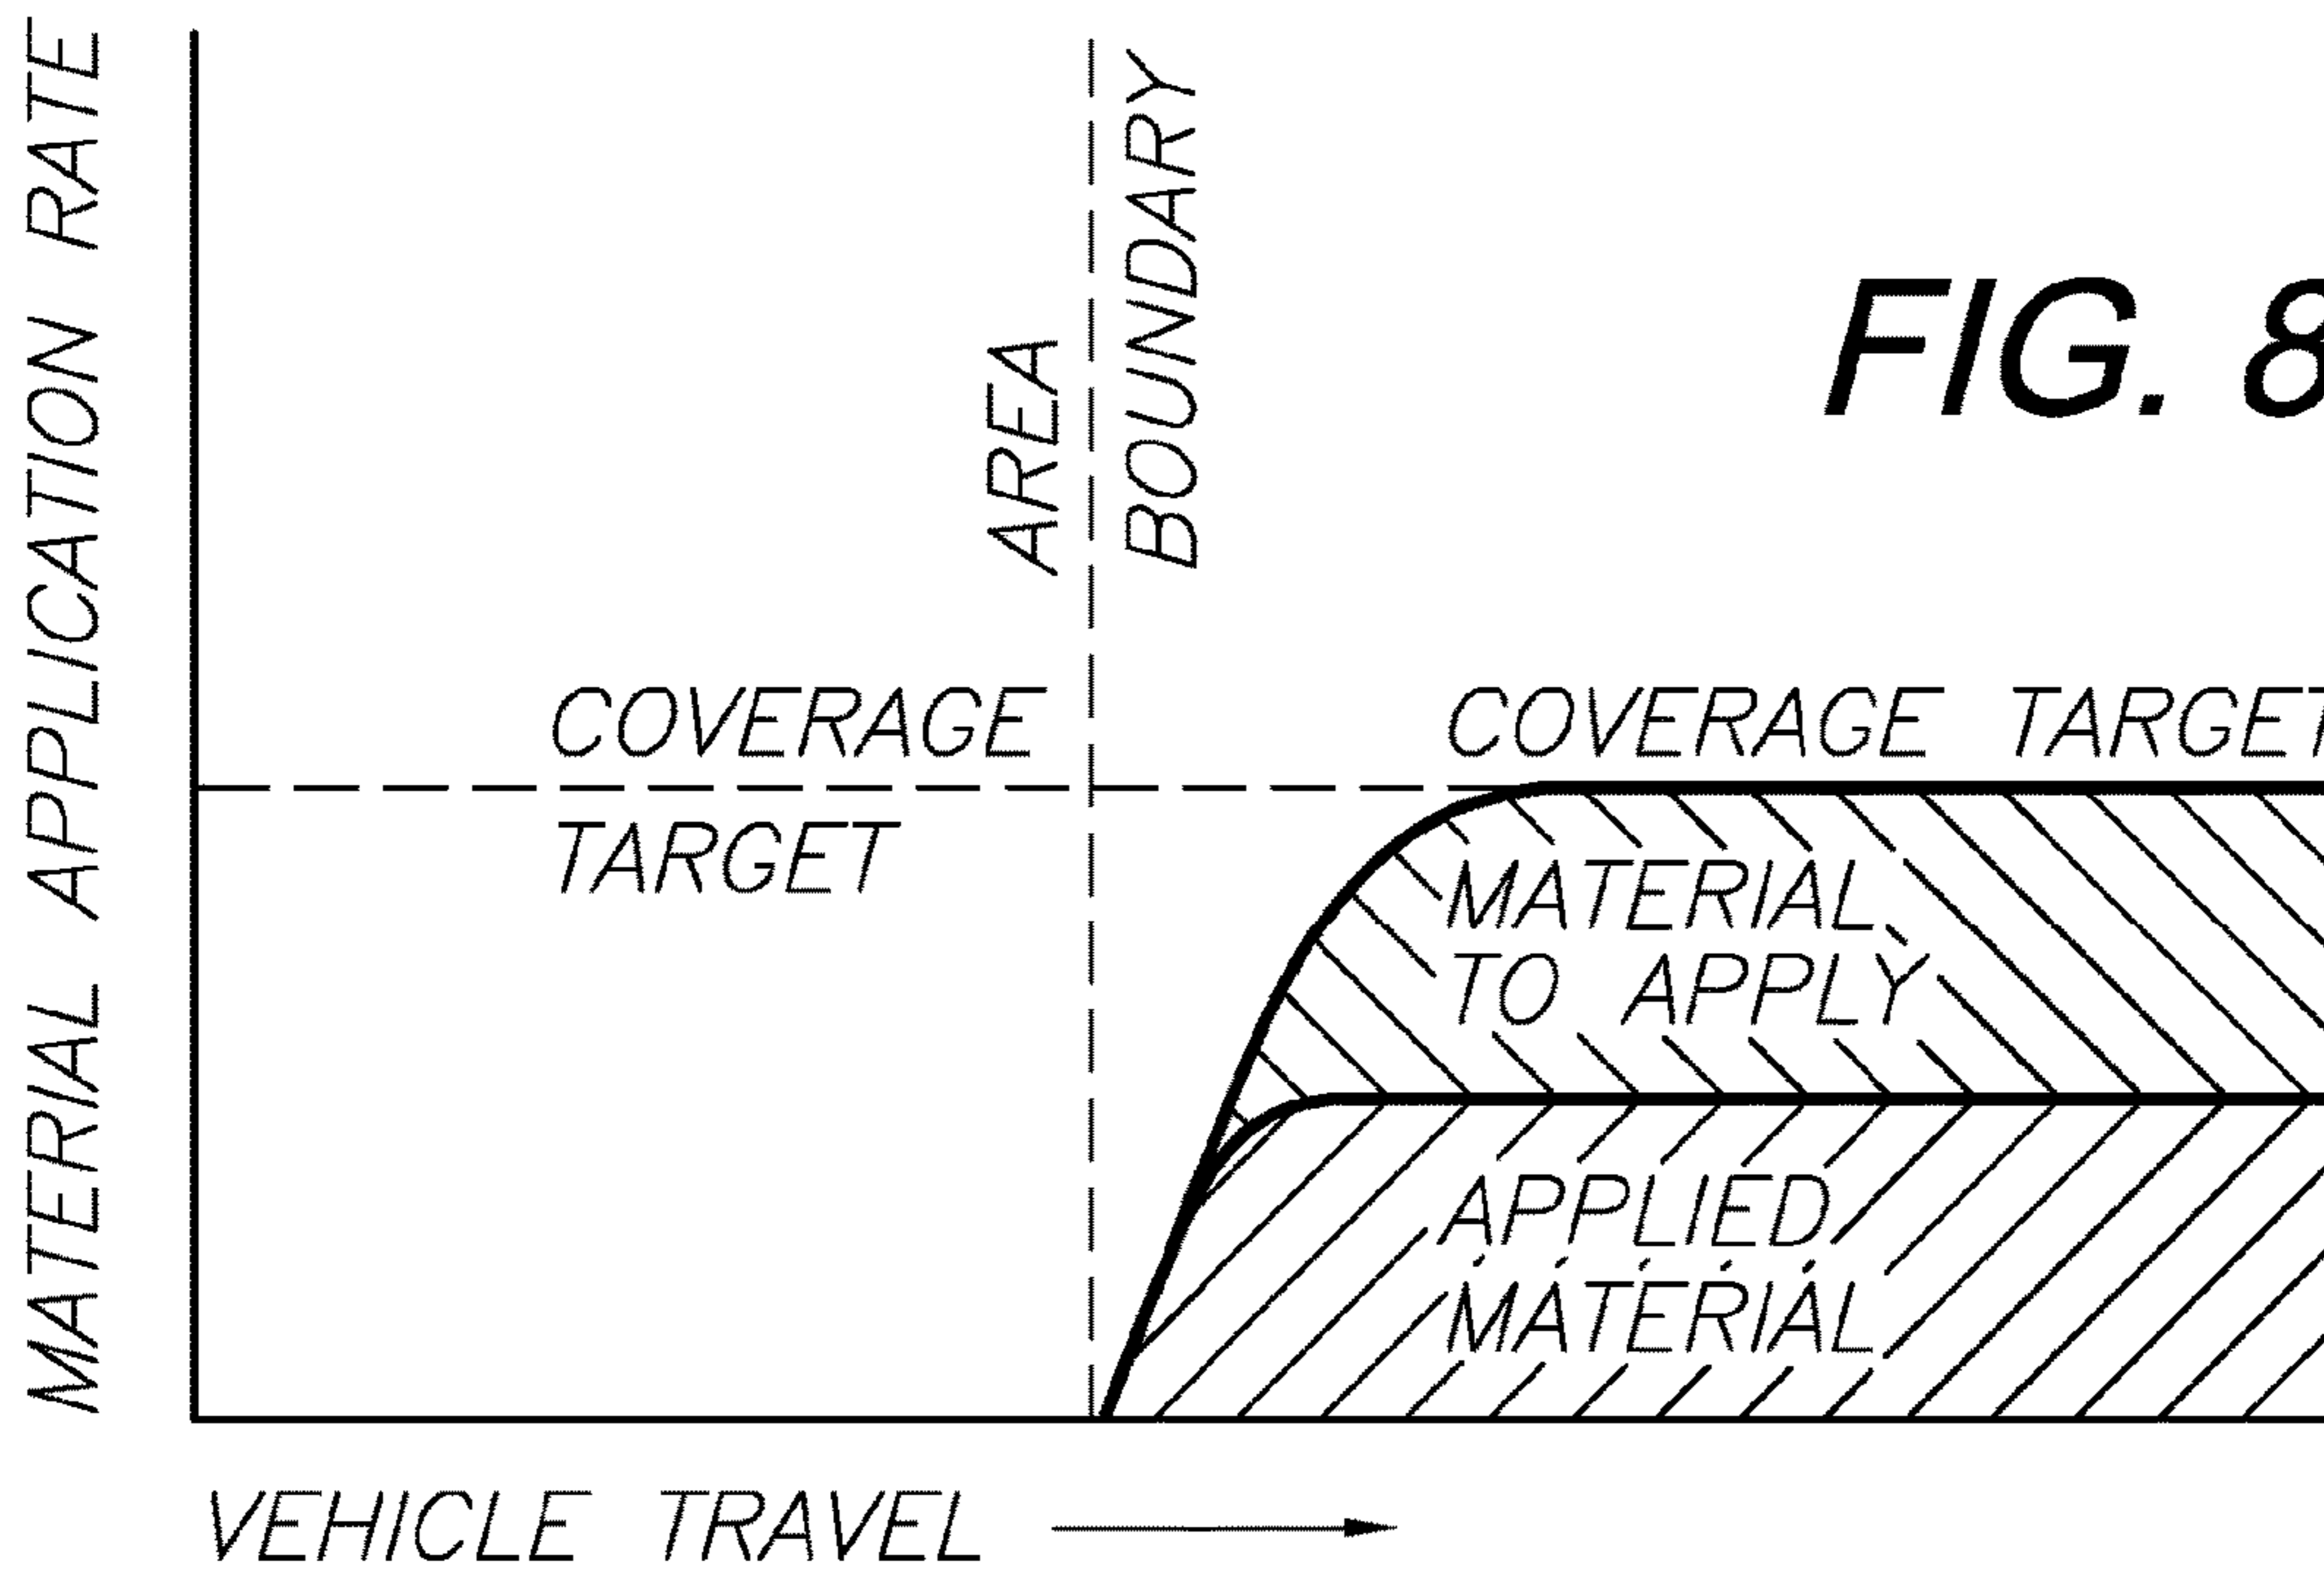 MATERIAL APPLICATION RATE
AREA
BOUNDARY
FIG. 8
COVERAGE
TARGET
COVERAGE TARGET
MATERIAL
TO APPLY
APPLIED
MATERIAL
VEHICLE TRAVEL